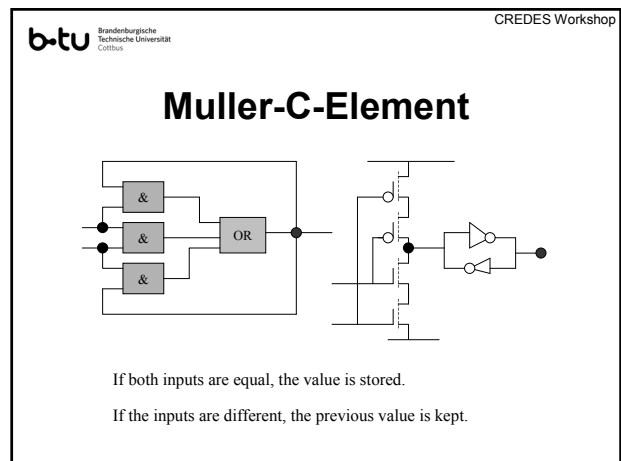 CREDES Workshop
b-tu
Brandenburgische
Technische Universität
Cottbus
Muller-C-Element
&
&
OR
&
If both inputs are equal, the value is stored.
If the inputs are different, the previous value is kept.